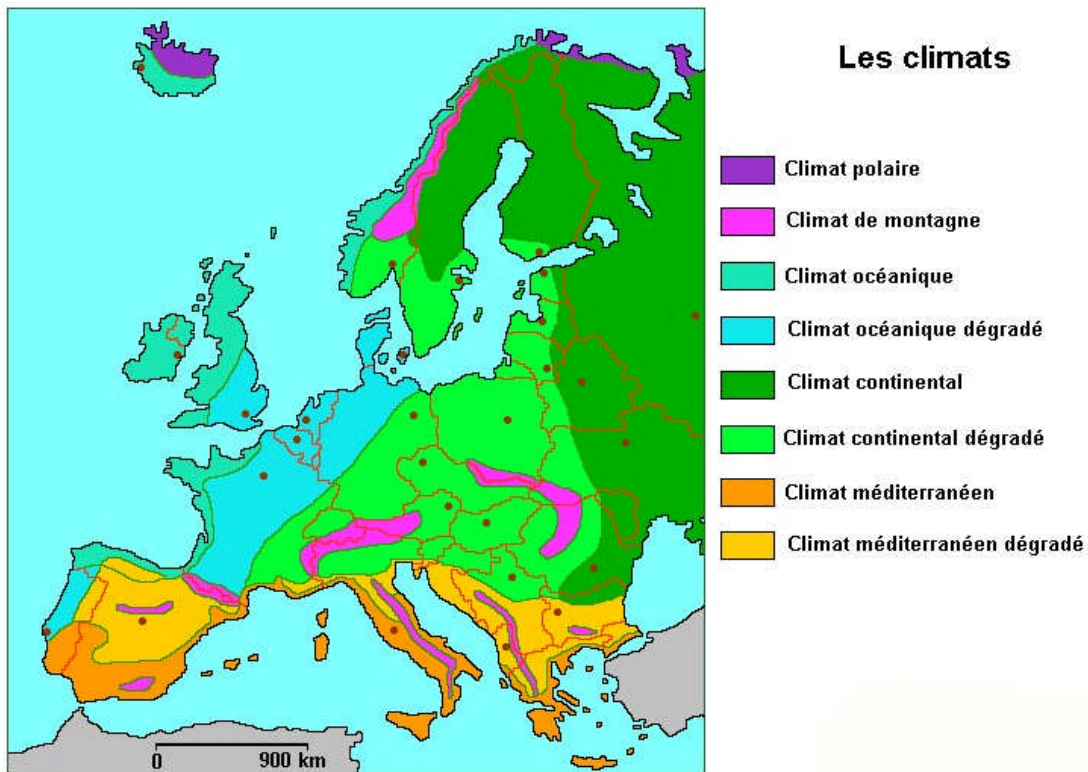 Les climats
Climat polaire
Climat de montagne
Climat océanique
Climat océanique dégradé
Climat continental
Climat continental dégradé
Climat méditerranéen
Climat méditerranéen dégradé
0 900 km